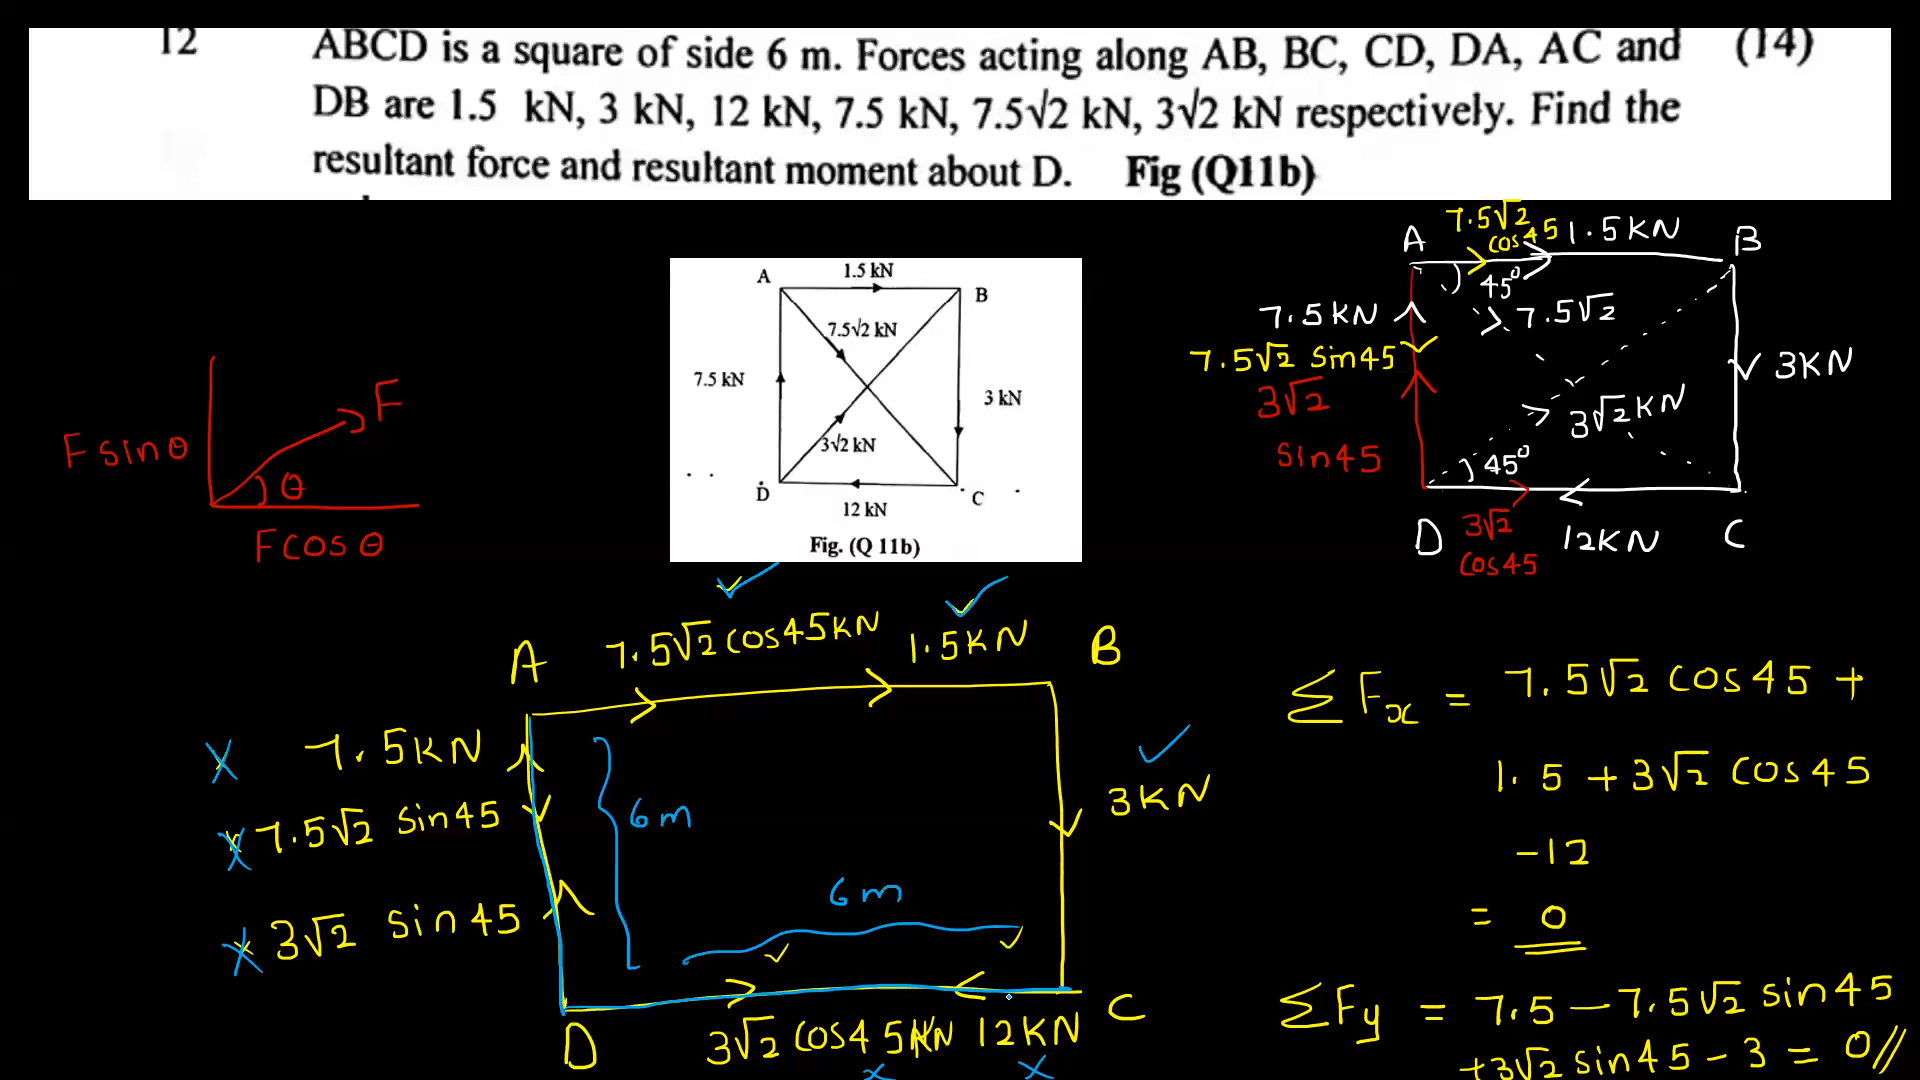 12 ABCD is a square of side 6 m. Forces acting along AB, BC, CD, DA, AC and (14)
DB are 1.5 kN, 3 kN, 12 kN, 7.5 kN, 7.5√2 kN, 3√2 kN respectively. Find the
resultant force and resultant moment about D. Fig (Q11b)
F
F sin θ
θ
F cos θ
A 1.5 kN B
7.5√2 kN
7.5 kN
3 kN
3√2 kN
D C
12 kN
Fig. (Q 11b)
7.5√2
cos45
A 1.5KN B
45°
7.5KN
7.5√2
7.5√2 sin45
3KN
3√2
sin45
3√2KN
45°
D 3√2 12KN C
cos45
A 7.5√2 cos45KN 1.5KN B
7.5KN
7.5√2 sin45
3√2 sin45
6m
6m
3KN
D 3√2 cos45KN 12KN C
ΣFx = 7.5√2 cos45 +
1.5 + 3√2 cos45
-12
= 0
ΣFy = 7.5 - 7.5√2 sin45
+3√2 sin45 - 3 = 0//